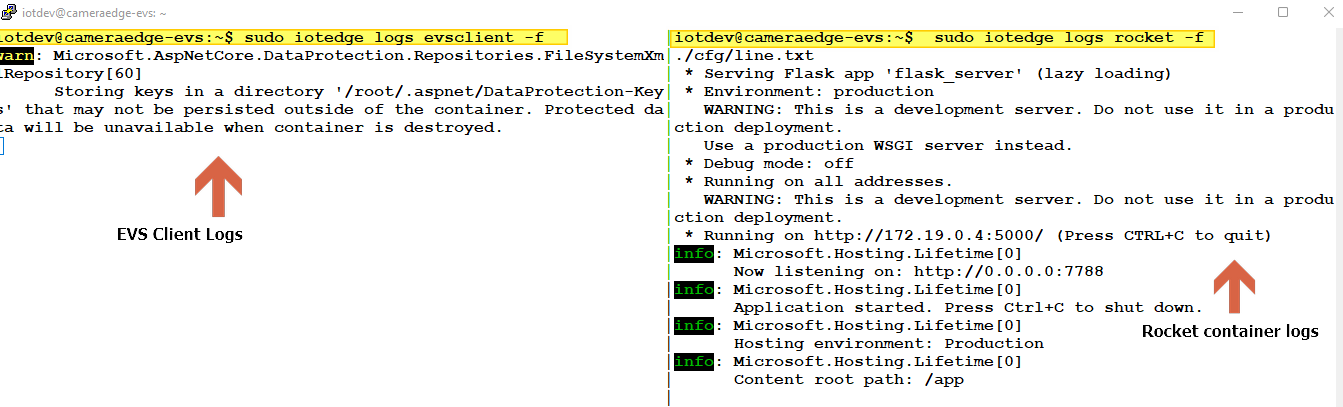 iotdev@cameraedge-evs: ~
iotdev@cameraedge-evs:~$ sudo iotedge logs evsclient -f
warn: Microsoft.AspNetCore.DataProtection.Repositories.FileSystemXm
lRepository[60]
Storing keys in a directory '/root/.aspnet/DataProtection-Key
s' that may not be persisted outside of the container. Protected da
ta will be unavailable when container is destroyed.
EVS Client Logs
iotdev@cameraedge-evs:~$ sudo iotedge logs rocket -f
./cfg/line.txt
* Serving Flask app 'flask_server' (lazy loading)
* Environment: production
WARNING: This is a development server. Do not use it in a produ
ction deployment.
Use a production WSGI server instead.
* Debug mode: off
* Running on all addresses.
WARNING: This is a development server. Do not use it in a produ
ction deployment.
* Running on http://172.19.0.4:5000/ (Press CTRL+C to quit)
info: Microsoft.Hosting.Lifetime[0]
Now listening on: http://0.0.0.0:7788
info: Microsoft.Hosting.Lifetime[0]
Application started. Press Ctrl+C to shut down.
info: Microsoft.Hosting.Lifetime[0]
Hosting environment: Production
info: Microsoft.Hosting.Lifetime[0]
Content root path: /app
Rocket container logs